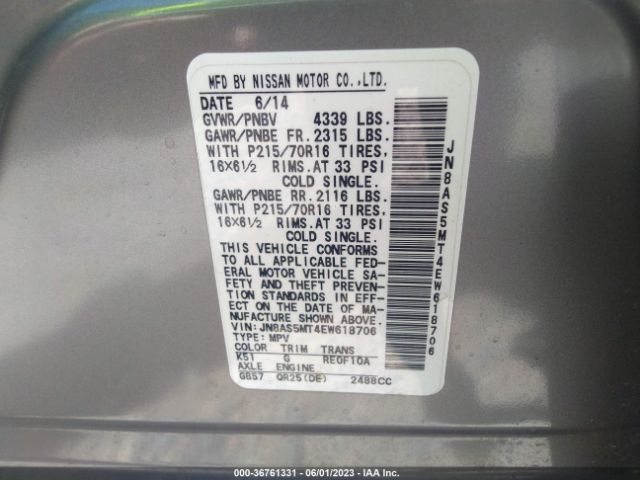 MFD BY NISSAN MOTOR CO.,LTD.
DATE 6/14
GVWR/PNBV 4339 LBS.
GAWR/PNBE FR. 2315 LBS.
WITH P215/70R16 TIRES,
16×6½ RIMS.AT 33 PSI
COLD SINGLE.
GAWR/PNBE RR. 2116 LBS.
WITH P215/70R16 TIRES,
16×6½ RIMS.AT 33 PSI
COLD SINGLE.
THIS VEHICLE CONFORMS
TO ALL APPLICABLE FED-
ERAL MOTOR VEHICLE SA-
FETY AND THEFT PREVEN-
TION STANDARDS IN EFF-
ECT ON THE DATE OF MA-
NUFACTURE SHOWN ABOVE.
VIN:JN8AS5MT4EW618706
TYPE:MPV
COLOR TRIM TRANS
K51 G RE0F10A
AXLE ENGINE
GB57 QR25(DE) 2488CC
JN8AS5MT4EW618706
000-36761331 - 06/01/2023 - IAA Inc.